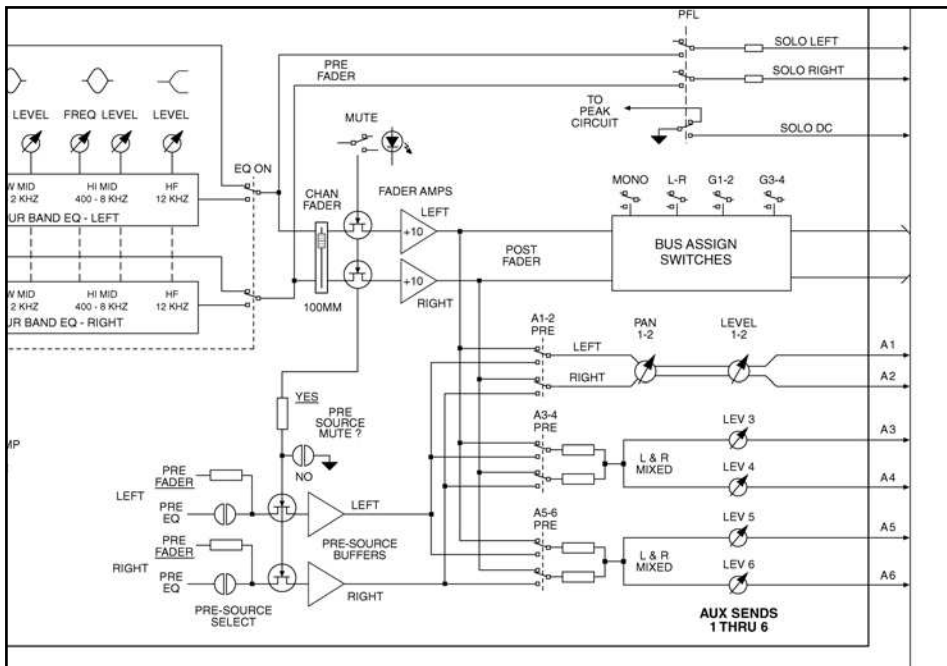 PFL
SOLO LEFT
PRE
FADER
SOLO RIGHT
TO
PEAK
CIRCUIT
SOLO DC
LEVEL
FREQ LEVEL
LEVEL
MUTE
EQ ON
W MID
2 KHZ
HI MID
400 - 8 KHZ
HF
12 KHZ
UR BAND EQ - LEFT
CHAN
FADER
FADER AMPS
LEFT
+10
MONO
L-R
G1-2
G3-4
BUS ASSIGN
SWITCHES
POST
FADER
W MID
2 KHZ
HI MID
400 - 8 KHZ
HF
12 KHZ
UR BAND EQ - RIGHT
100MM
+10
RIGHT
A1-2
PRE
LEFT
RIGHT
PAN
1-2
LEVEL
1-2
A1
A2
YES
PRE
SOURCE
MUTE ?
NO
A3-4
PRE
L & R
MIXED
LEV 3
A3
LEV 4
A4
MP
PRE
FADER
LEFT
PRE
EQ
LEFT
PRE
FADER
RIGHT
PRE
EQ
PRE-SOURCE
BUFFERS
RIGHT
PRE-SOURCE
SELECT
A5-6
PRE
L & R
MIXED
LEV 5
A5
LEV 6
A6
AUX SENDS
1 THRU 6